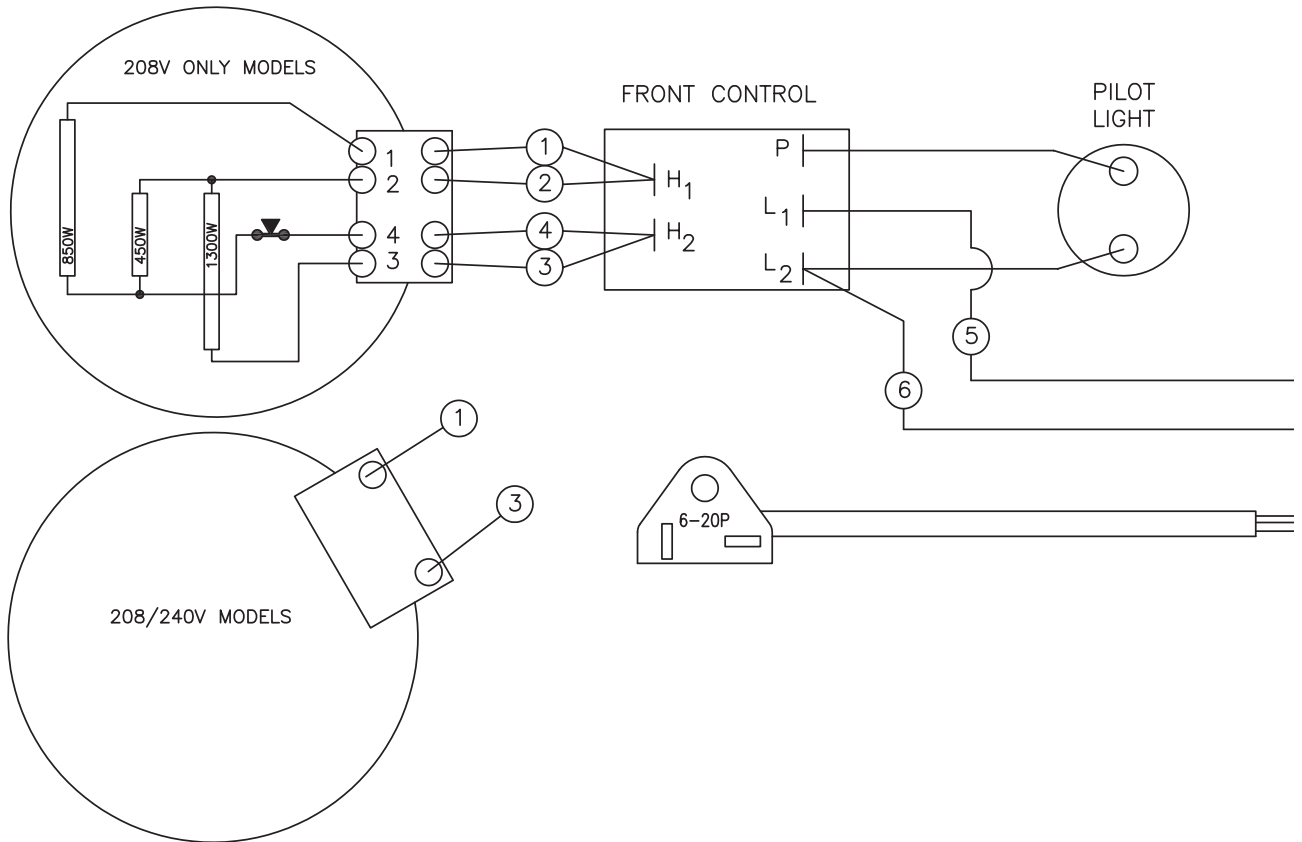 208V ONLY MODELS
850W
450W
1300W
1
2
4
3
1
2
4
3
FRONT CONTROL
H1
H2
P
L1
L2
PILOT
LIGHT
5
6
1
3
208/240V MODELS
6-20P